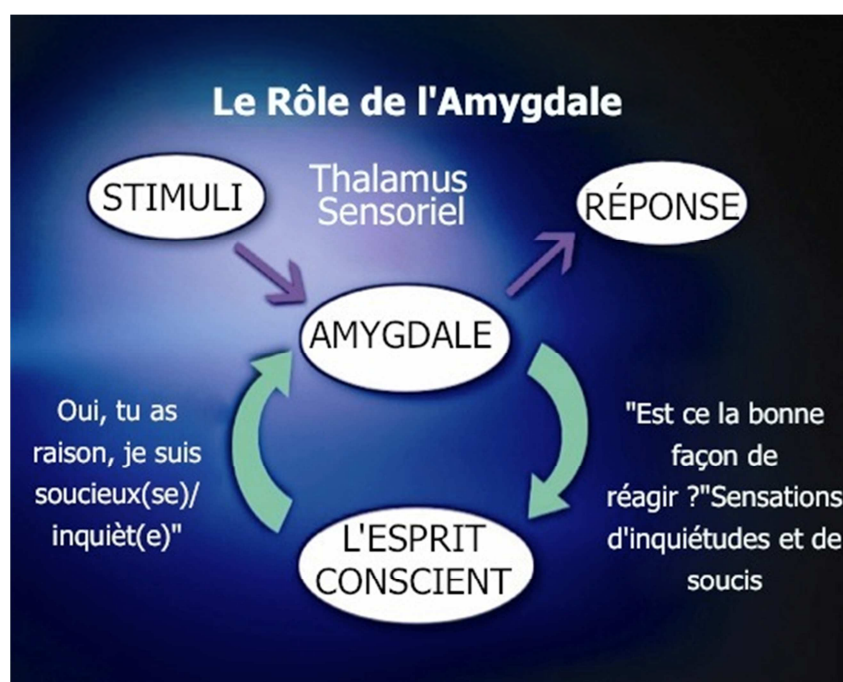 Le Rôle de l'Amygdale
STIMULI
Thalamus
Sensoriel
RÉPONSE
AMYGDALE
Oui, tu as
raison, je suis
soucieux(se)/
inquièt(e)"
"Est ce la bonne
façon de
réagir ?"Sensations
d'inquiétudes et de
soucis
L'ESPRIT
CONSCIENT